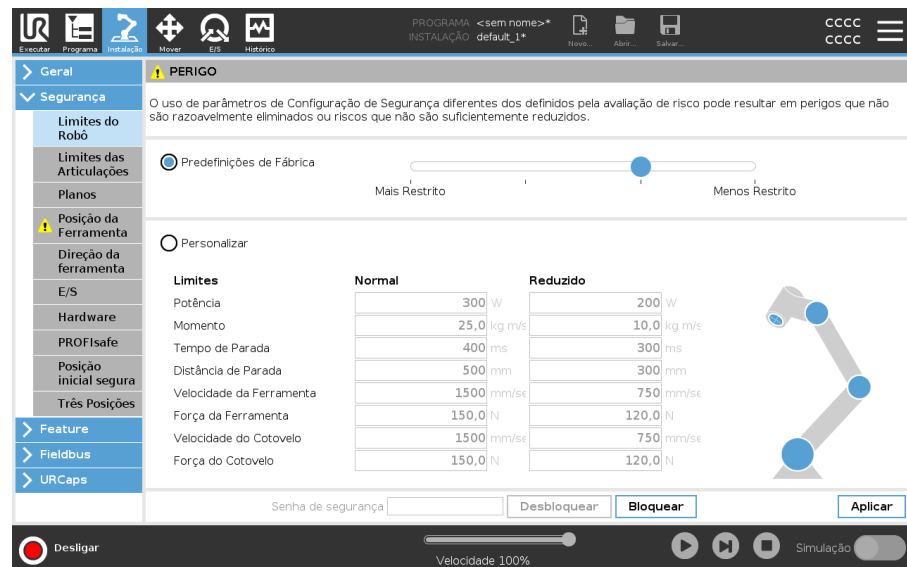 PROGRAMA <sem nome>*
INSTALAÇÃO default_1*
Executar
Programa
Instalação
Mover
E/S
Histórico
Novo...
Abrir...
Salvar...
cccc
cccc
Geral
Segurança
Limites do
Robô
Limites das
Articulações
Planos
Posição da
Ferramenta
Direção da
ferramenta
E/S
Hardware
PROFIsafe
Posição
inicial segura
Três Posições
Feature
Fieldbus
URCaps
PERIGO
O uso de parâmetros de Configuração de Segurança diferentes dos definidos pela avaliação de risco pode resultar em perigos que não
são razoavelmente eliminados ou riscos que não são suficientemente reduzidos.
Predefinições de Fábrica
Mais Restrito Menos Restrito
Personalizar
Limites Normal Reduzido
Potência 300 W 200 W
Momento 25,0 kg m/s 10,0 kg m/s
Tempo de Parada 400 ms 300 ms
Distância de Parada 500 mm 300 mm
Velocidade da Ferramenta 1500 mm/se 750 mm/se
Força da Ferramenta 150,0 N 120,0 N
Velocidade do Cotovelo 1500 mm/se 750 mm/se
Força do Cotovelo 150,0 N 120,0 N
Senha de segurança Desbloquear Bloquear Aplicar
Desligar
Velocidade 100%
Simulação